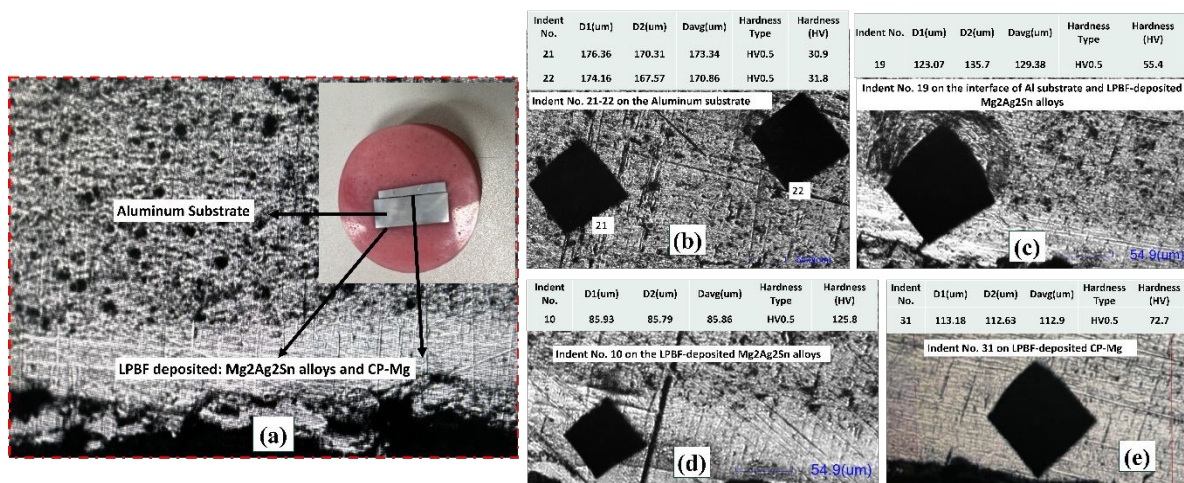 Aluminum Substrate
LPBF deposited: Mg2Ag2Sn alloys and CP-Mg
(a)
Indent No. D1(um) D2(um) Davg(um) Hardness Type Hardness (HV)
21 176.36 170.31 173.34 HV0.5 30.9
22 174.16 167.57 170.86 HV0.5 31.8
Indent No. 21-22 on the Aluminum substrate
22
21
(b)
Indent No. D1(um) D2(um) Davg(um) Hardness Type Hardness (HV)
19 123.07 135.7 129.38 HV0.5 55.4
Indent No. 19 on the interface of Al substrate and LPBF-deposited
Mg2Ag2Sn alloys
(c)
54.9(um)
Indent No. D1(um) D2(um) Davg(um) Hardness Type Hardness (HV)
10 85.93 85.79 85.86 HV0.5 125.8
Indent No. 10 on the LPBF-deposited Mg2Ag2Sn alloys
(d)
54.9(um)
Indent No. D1(um) D2(um) Davg(um) Hardness Type Hardness (HV)
31 113.18 112.63 112.9 HV0.5 72.7
Indent No. 31 on LPBF-deposited CP-Mg
(e)